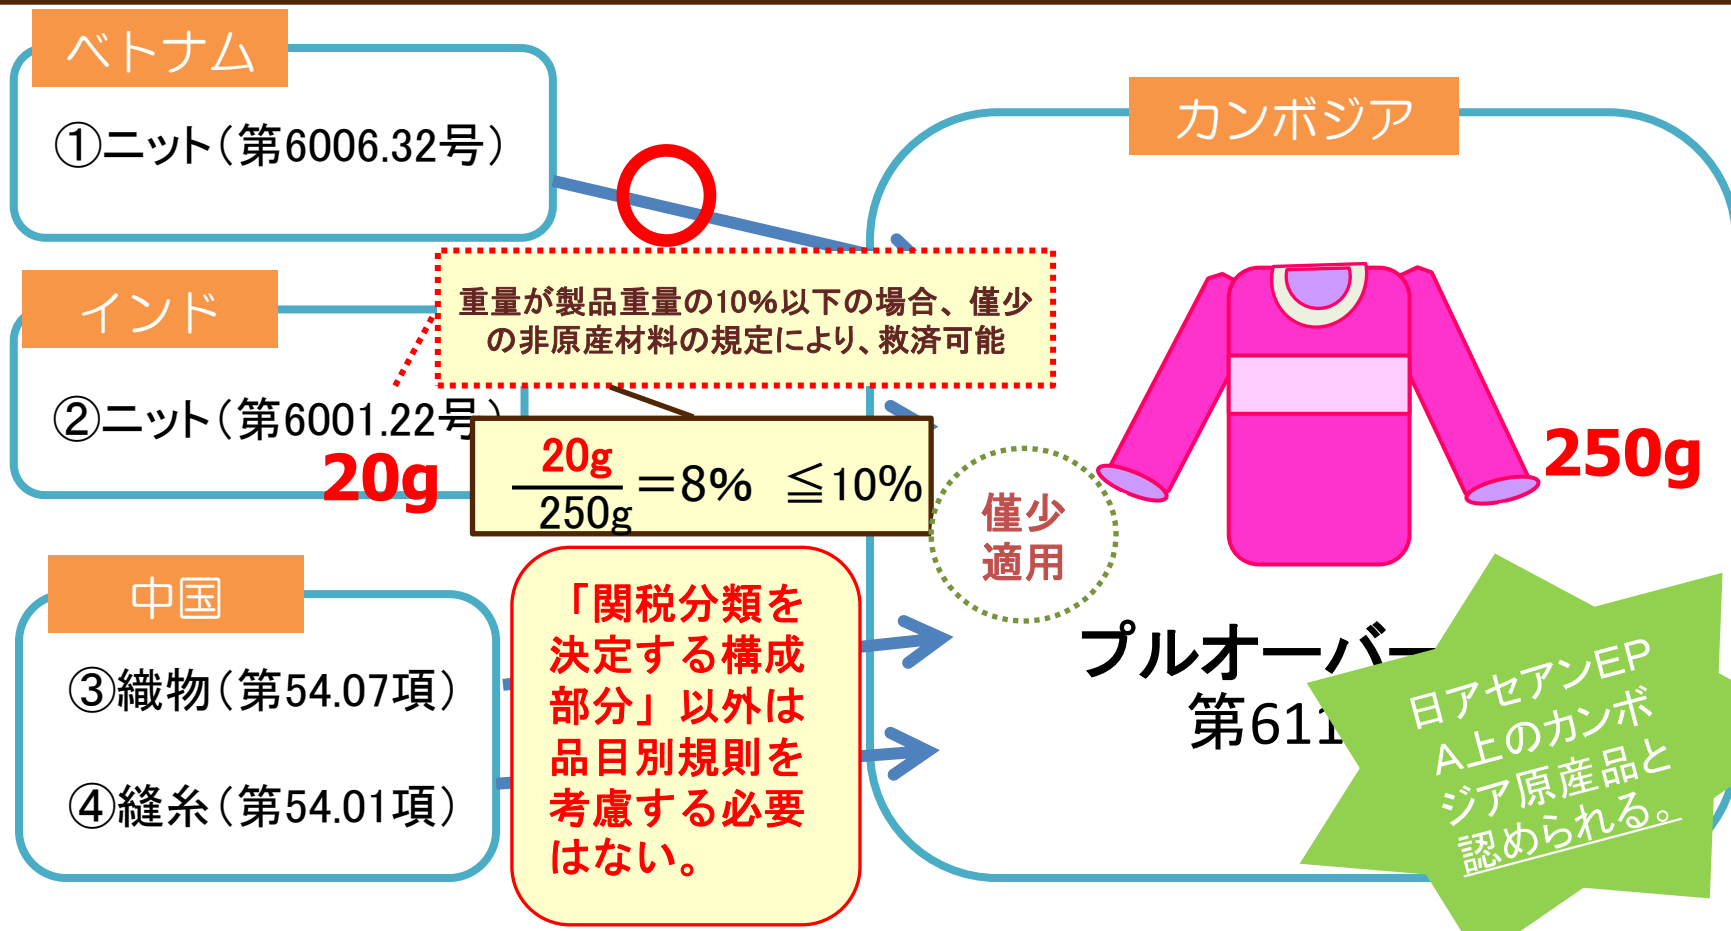 ベトナム
①ニット（第6006.32号）
インド
②ニット（第6001.22号）
20g
重量が製品重量の10%以下の場合、僅少
の非原産材料の規定により、救済可能
20g
250g
＝8% ≦10%
中国
③織物（第54.07項）
④縫糸（第54.01項）
「関税分類を
決定する構成
部分」以外は
品目別規則を
考慮する必要
はない。
カンボジア
250g
僅少
適用
プルオーバー
第611
日アセアンEP
A上のカンボ
ジア原産品と
認められる。